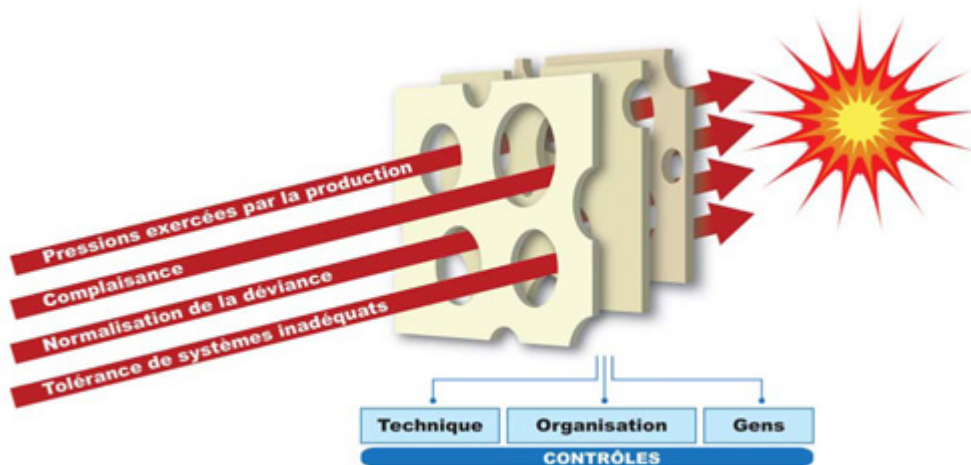 Pressions exercées par la production
Complaisance
Normalisation de la déviance
Tolérance de systèmes inadéquats
Technique
Organisation
Gens
CONTRÔLES